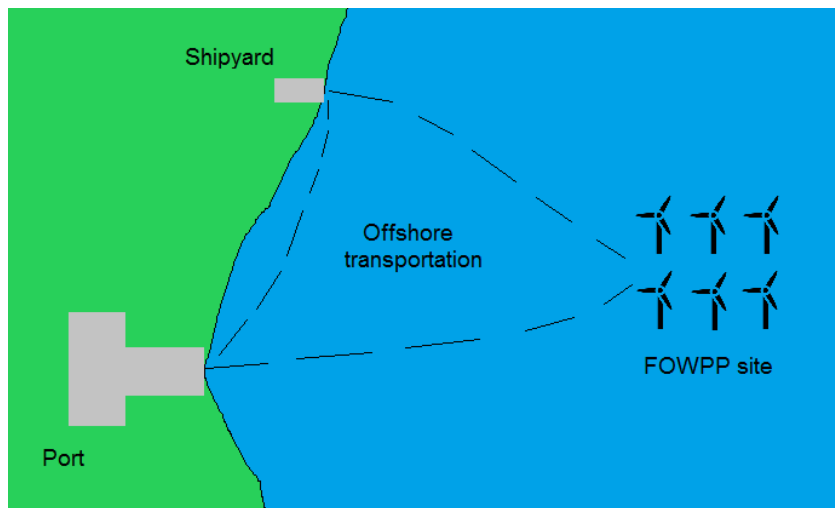 Shipyard
Offshore
transportation
FOWPP site
Port